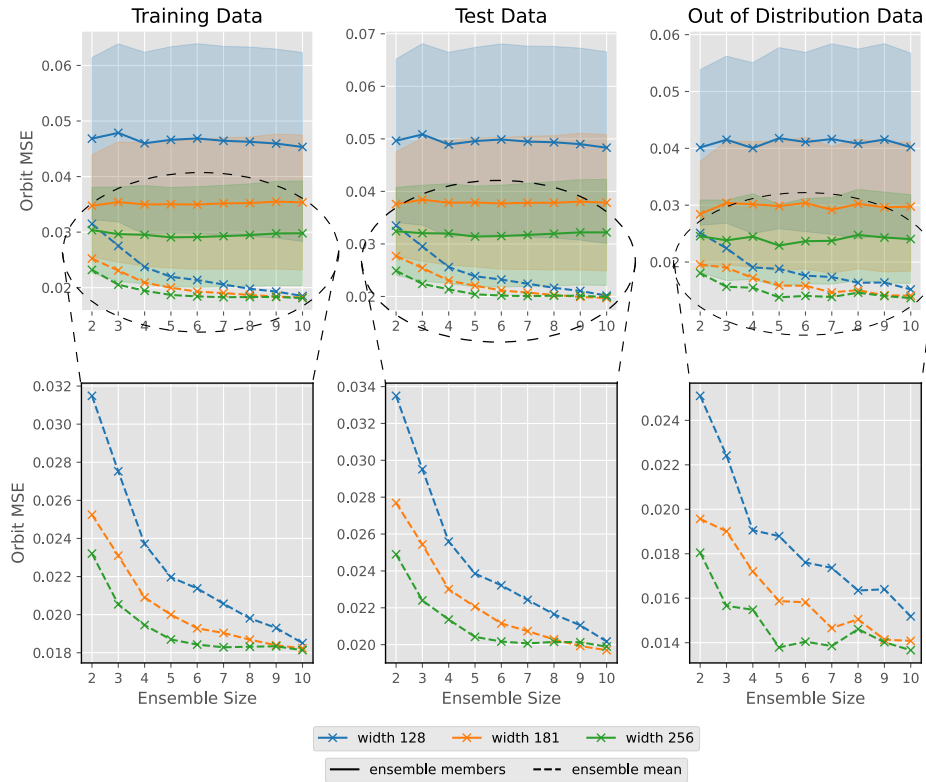 Training Data
Test Data
Out of Distribution Data
Orbit MSE
0.06
0.05
0.04
0.03
0.02
2 3 4 5 6 7 8 9 10
0.07
0.06
0.05
0.04
0.03
0.02
2 3 4 5 6 7 8 9 10
0.06
0.05
0.04
0.03
0.02
2 3 4 5 6 7 8 9 10
Orbit MSE
0.032
0.030
0.028
0.026
0.024
0.022
0.020
0.018
2 3 4 5 6 7 8 9 10
Ensemble Size
0.034
0.032
0.030
0.028
0.026
0.024
0.022
0.020
2 3 4 5 6 7 8 9 10
Ensemble Size
0.024
0.022
0.020
0.018
0.016
0.014
2 3 4 5 6 7 8 9 10
Ensemble Size
width 128 width 181 width 256
ensemble members ensemble mean